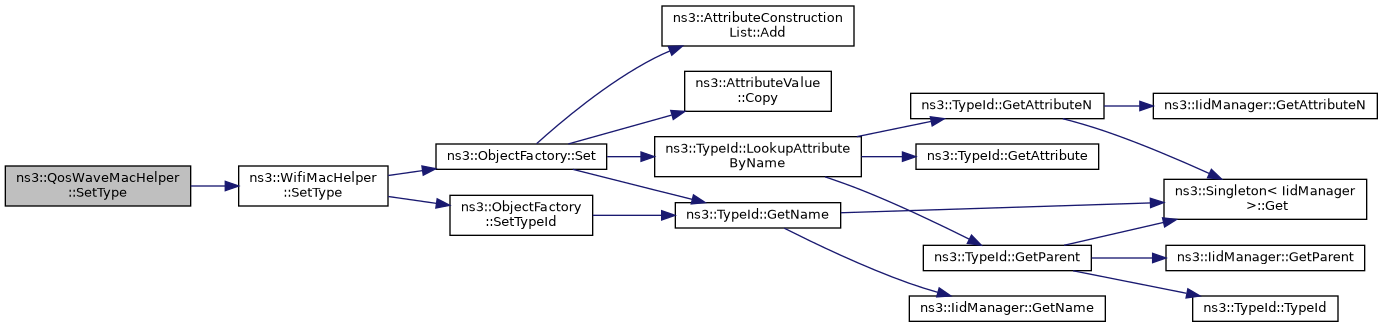 ns3::QosWaveMacHelper
::SetType
ns3::WifiMacHelper
::SetType
ns3::ObjectFactory::Set
ns3::ObjectFactory
::SetTypeId
ns3::AttributeConstruction
List::Add
ns3::AttributeValue
::Copy
ns3::TypeId::LookupAttribute
ByName
ns3::TypeId::GetName
ns3::TypeId::GetAttributeN
ns3::TypeId::GetAttribute
ns3::TypeId::GetParent
ns3::IidManager::GetName
ns3::IidManager::GetAttributeN
ns3::Singleton< IidManager
>::Get
ns3::IidManager::GetParent
ns3::TypeId::TypeId